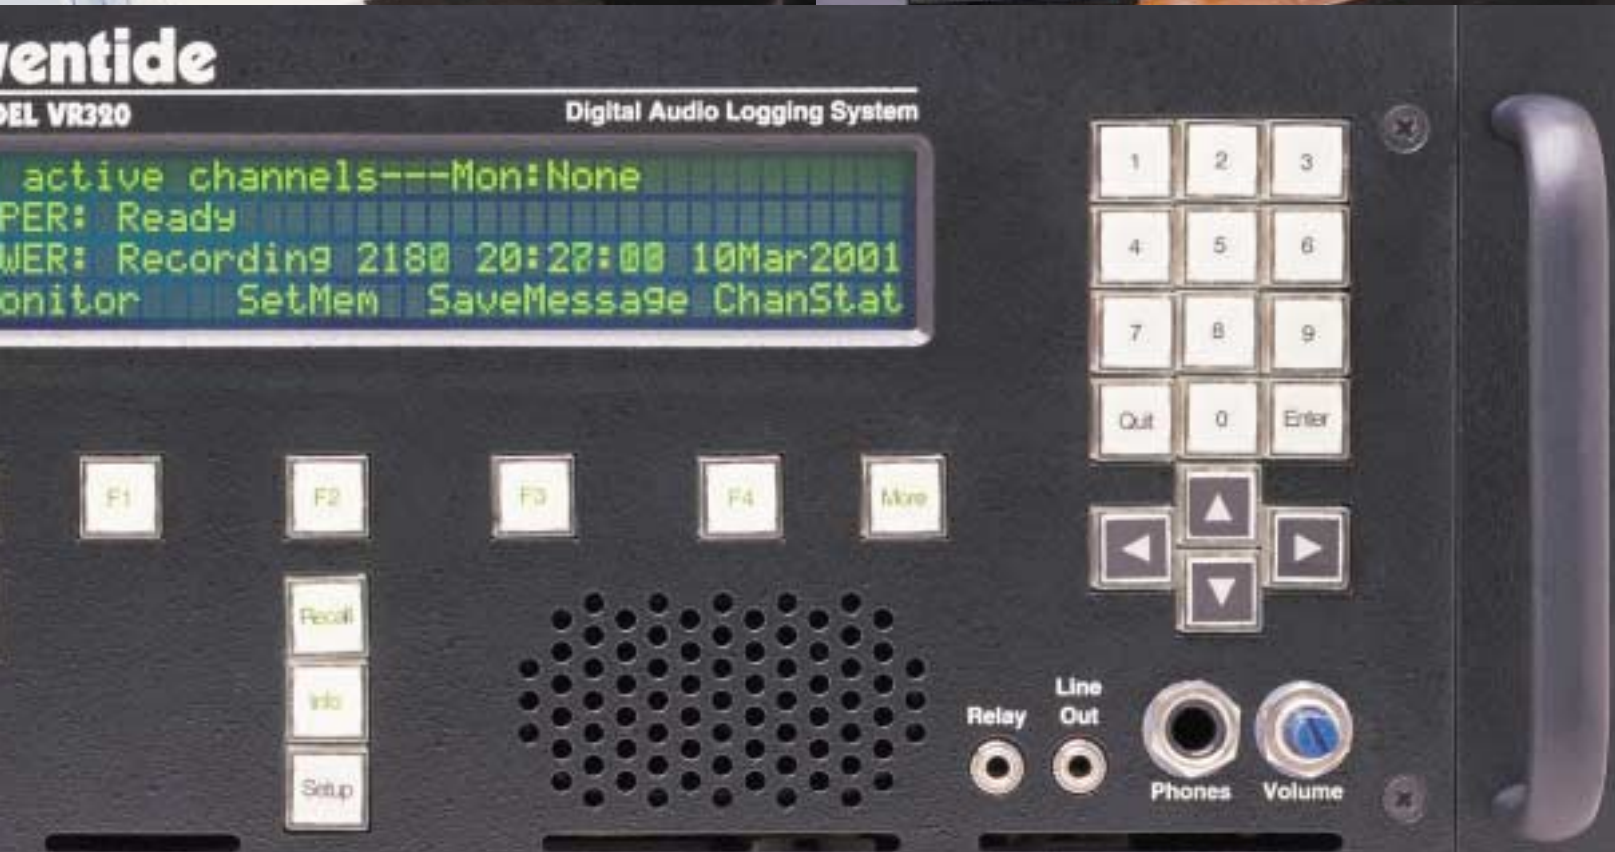 ventide
DEL VR320
Digital Audio Logging System
active channels---Mon:None
PER: Ready
WER: Recording 2180 20:27:00 10Mar2001
onitor SetMem SaveMessage ChanStat
1 2 3
4 5 6
7 8 9
Quit 0 Enter
F1 F2 F3 F4 More
Recall
Info
Setup
Relay
Line
Out
Phones
Volume